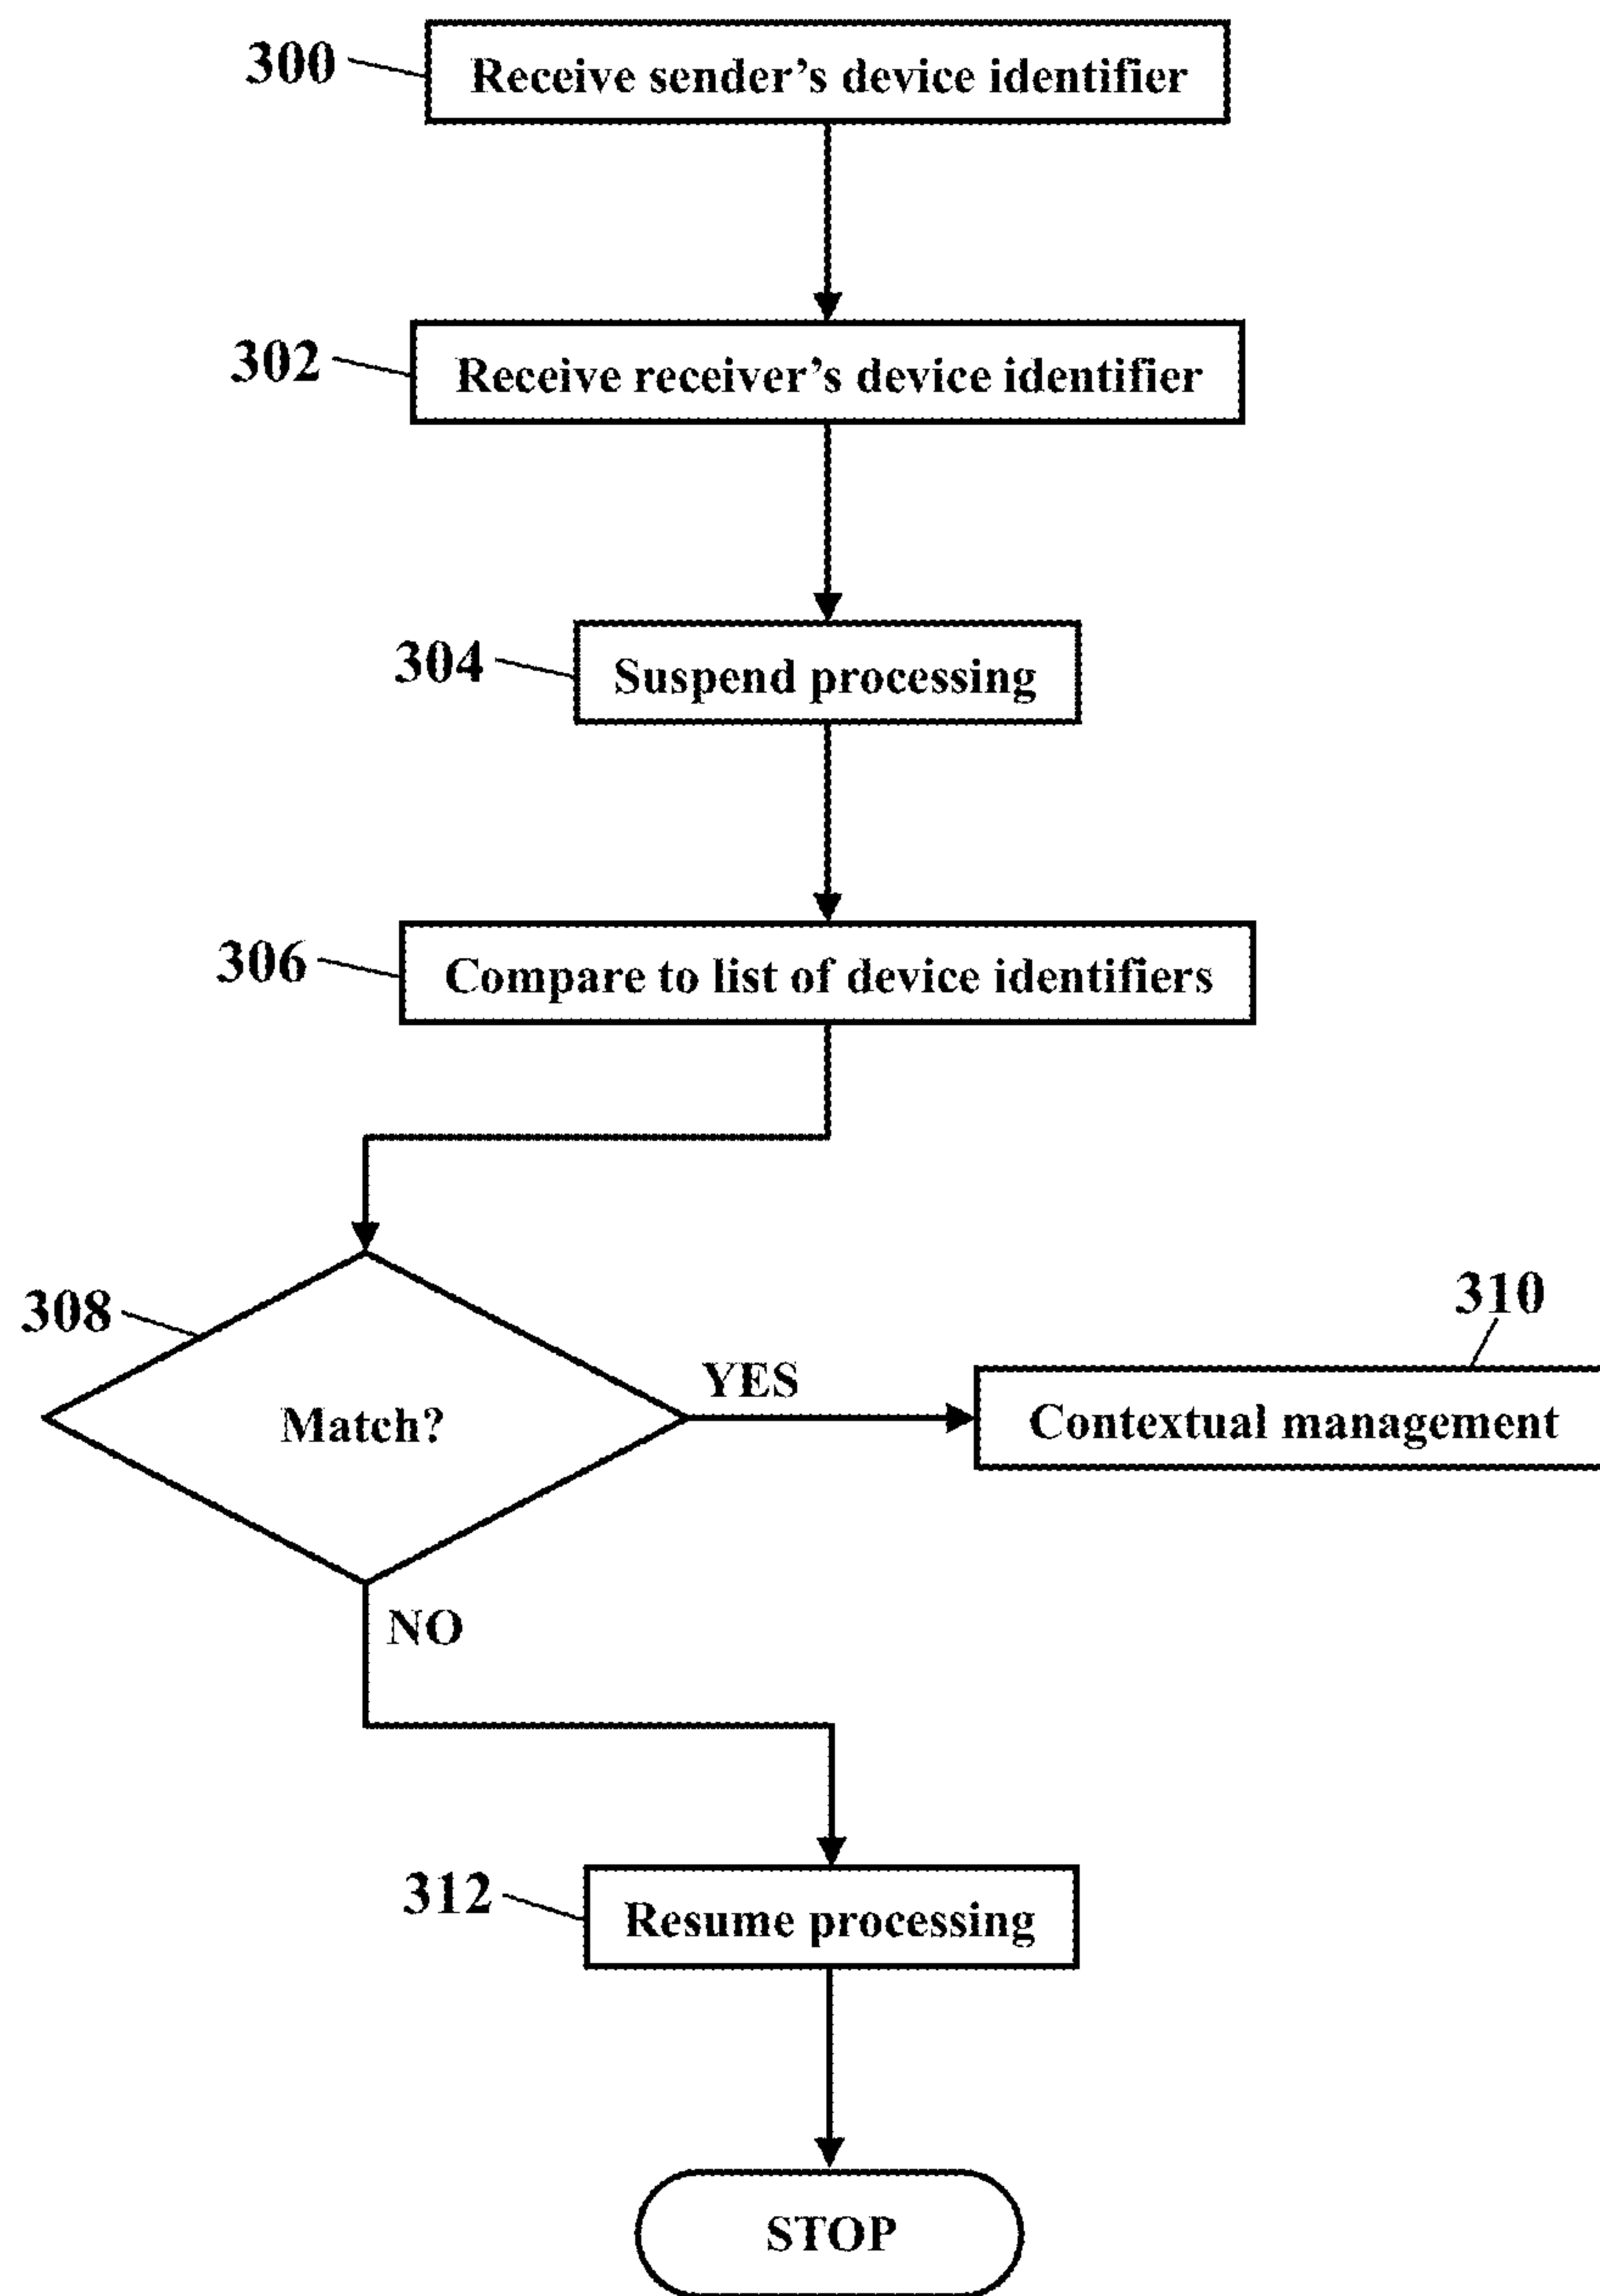 300
Receive sender's device identifier
302
Receive receiver's device identifier
304
Suspend processing
306
Compare to list of device identifiers
308
Match?
YES
310
Contextual management
NO
312
Resume processing
STOP